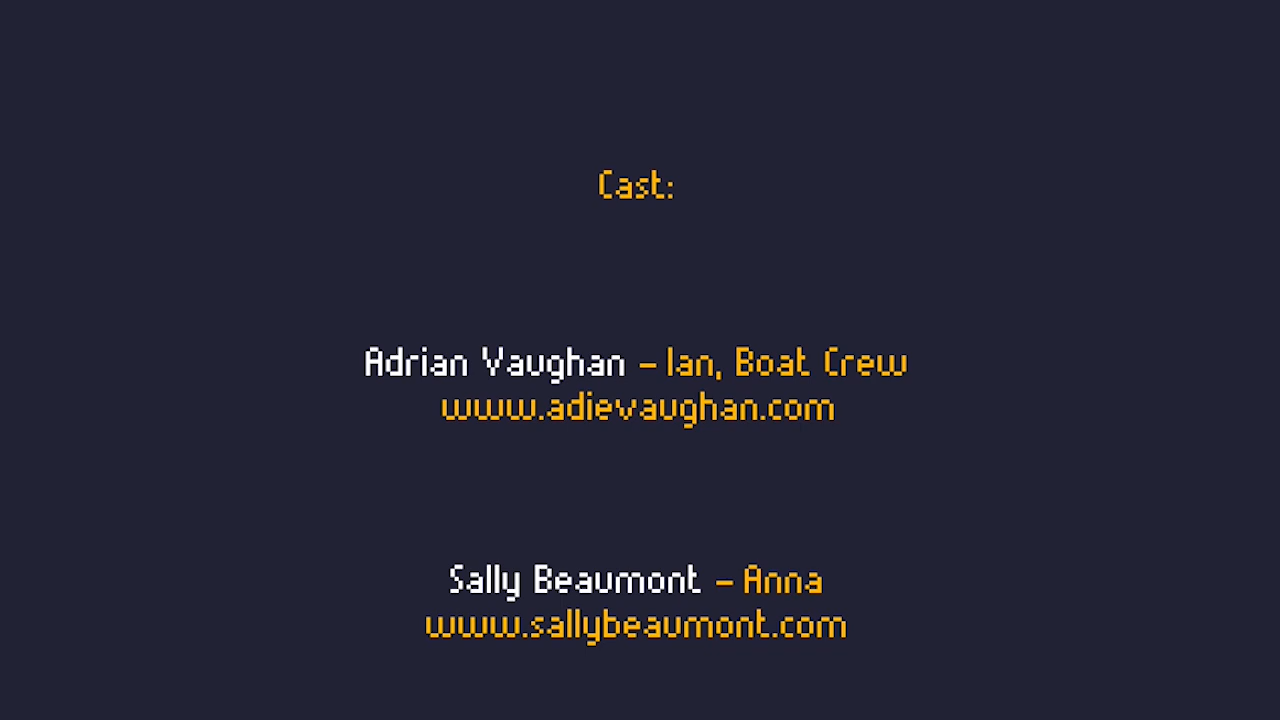 Cast:
Adrian Vaughan – Ian, Boat Crew
www.adievaughan.com
Sally Beaumont – Anna
www.sallybeaumont.com